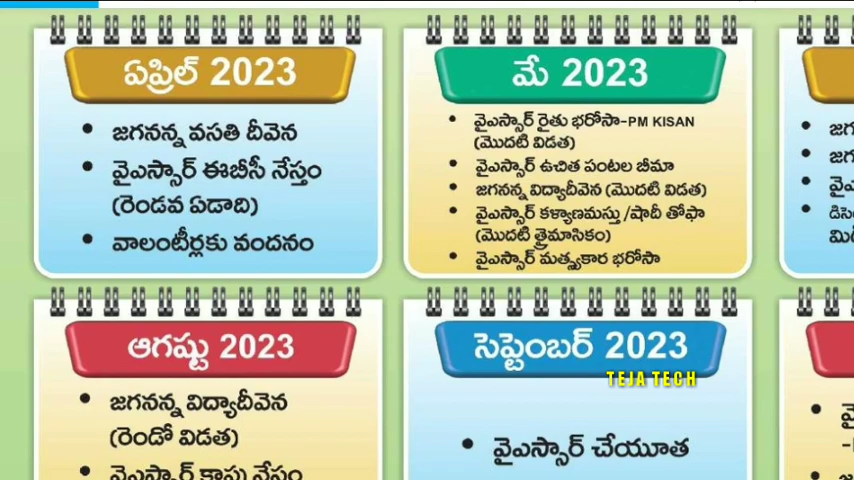 ఏప్రిల్ 2023
• జగనన్న వసతి దీవెన
• వైఎస్సార్ ఈబీసీ నేస్తం
(రెండవ ఏడాది)
• వాలంటీర్లకు వందనం
మే 2023
• వైఎస్సార్ రైతు భరోసా-PM KISAN
(మొదటి విడత)
• వైఎస్సార్ ఉచిత పంటల బీమా
• జగనన్న విద్యాదీవెన (మొదటి విడత)
• వైఎస్సార్ కళ్యాణమస్తు/షాదీ తోఫా
(మొదటి త్రైమాసికం)
• వైఎస్సార్ మత్స్యకార భరోసా
ఆగష్టు 2023
• జగనన్న విద్యాదీవెన
(రెండో విడత)
• వైఎస్సార్ కాపు నేస్తం
సెప్టెంబర్ 2023
TEJA TECH
• వైఎస్సార్ చేయూత